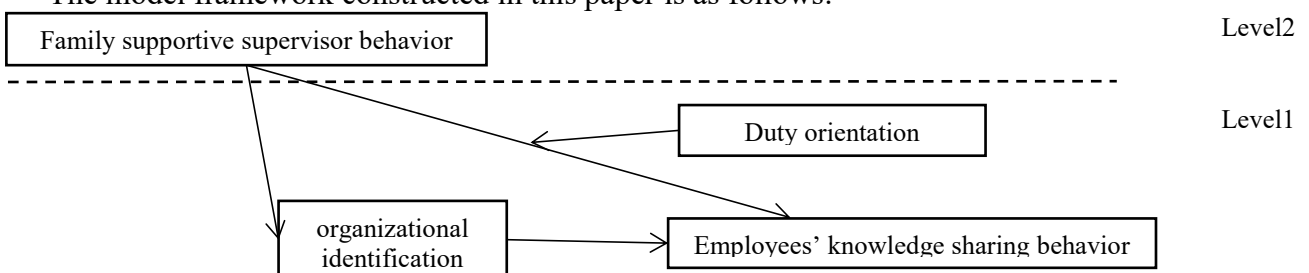 The model framework constructed in this paper is as follows:
Family supportive supervisor behavior
Level2
Duty orientation
Level1
organizational
identification
Employees’ knowledge sharing behavior